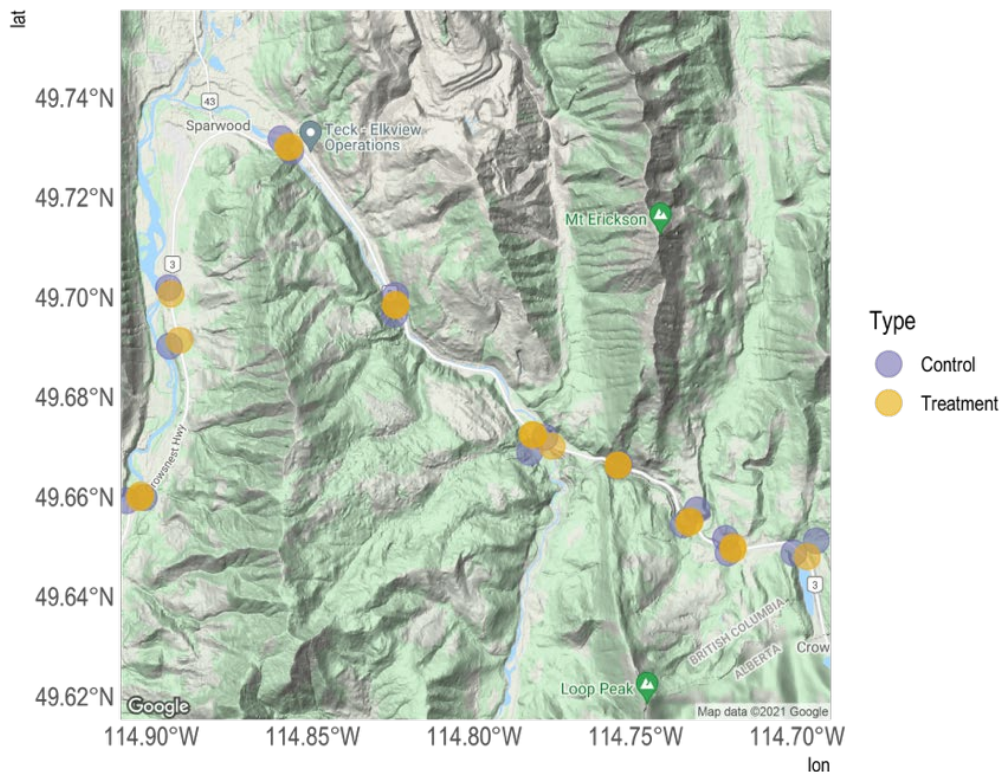 lat
49.74°N
49.72°N
49.70°N
49.68°N
49.66°N
49.64°N
49.62°N
43
Sparwood
Teck - Elkview
Operations
Mt Erickson
3
rowsnest Hwy
3
BRITISH COLUMBIA
ALBERTA
Crow
Loop Peak
Google
Map data ©2021 Google
114.90°W
114.85°W
114.80°W
114.75°W
114.70°W
lon
Type
Control
Treatment